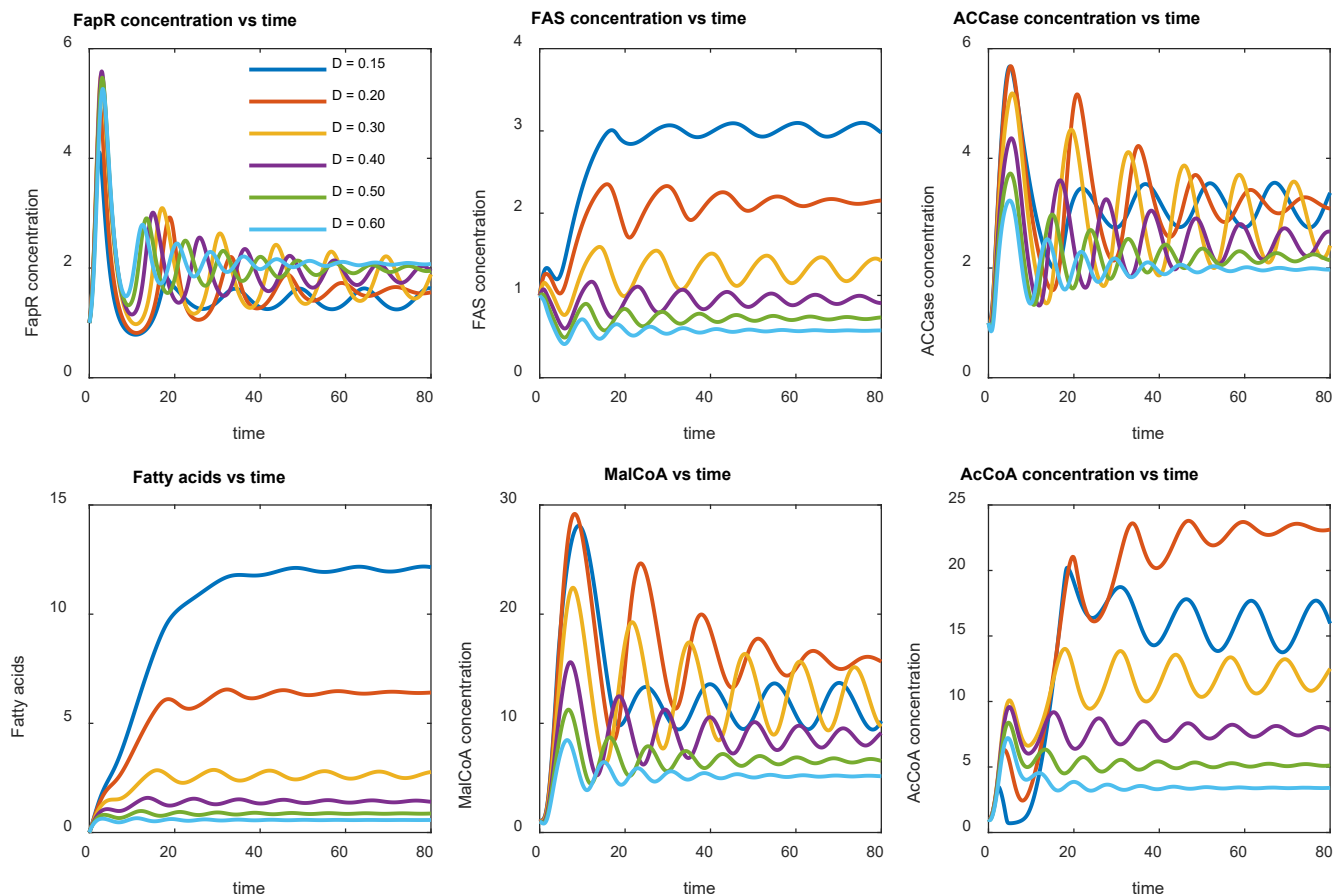 FapR concentration vs time
FapR concentration
6
4
2
0
0 20 40 60 80
time
D = 0.15
D = 0.20
D = 0.30
D = 0.40
D = 0.50
D = 0.60
FAS concentration vs time
FAS concentration
4
3
2
1
0
0 20 40 60 80
time
ACCase concentration vs time
ACCase concentration
6
4
2
0
0 20 40 60 80
time
Fatty acids vs time
Fatty acids
15
10
5
0
0 20 40 60 80
time
MalCoA vs time
MalCoA concentration
30
20
10
0
0 20 40 60 80
time
AcCoA concentration vs time
AcCoA concentration
25
20
15
10
5
0
0 20 40 60 80
time